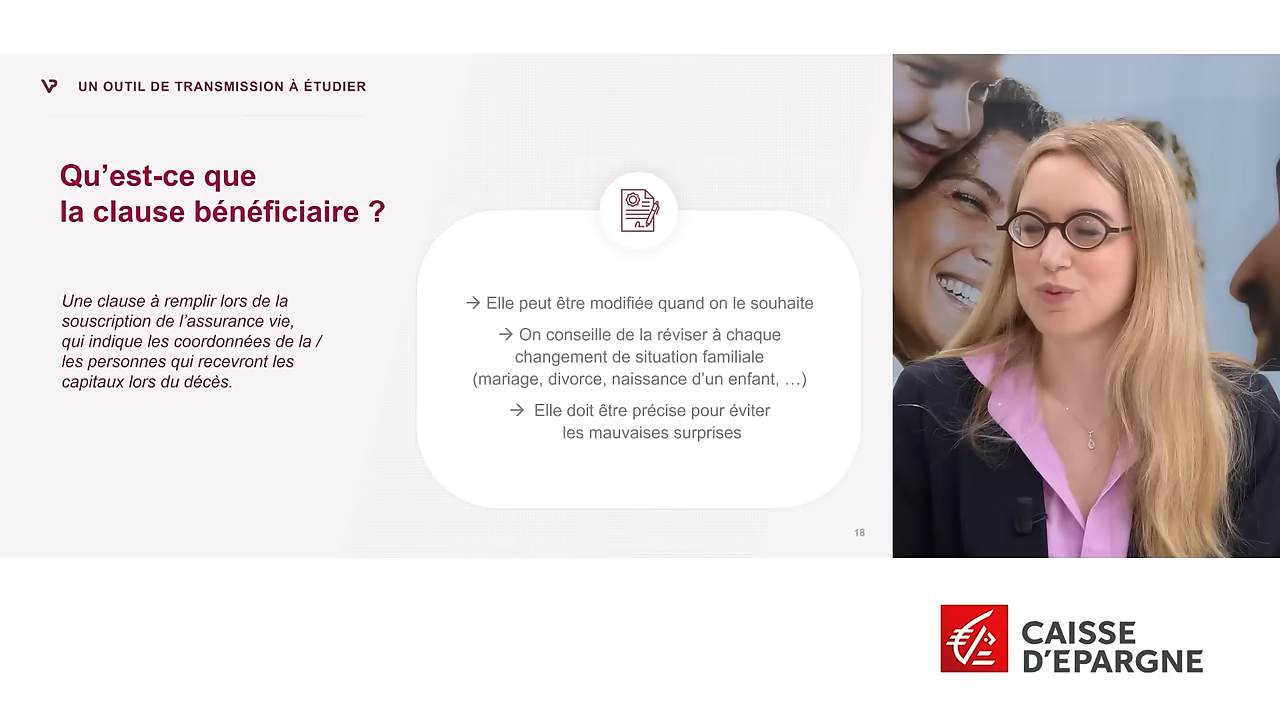 UN OUTIL DE TRANSMISSION À ÉTUDIER
Qu’est-ce que
la clause bénéficiaire ?
Une clause à remplir lors de la
souscription de l’assurance vie,
qui indique les coordonnées de la /
les personnes qui recevront les
capitaux lors du décès.
→ Elle peut être modifiée quand on le souhaite
→ On conseille de la réviser à chaque
changement de situation familiale
(mariage, divorce, naissance d’un enfant, …)
→ Elle doit être précise pour éviter
les mauvaises surprises
18
CAISSE
D’EPARGNE